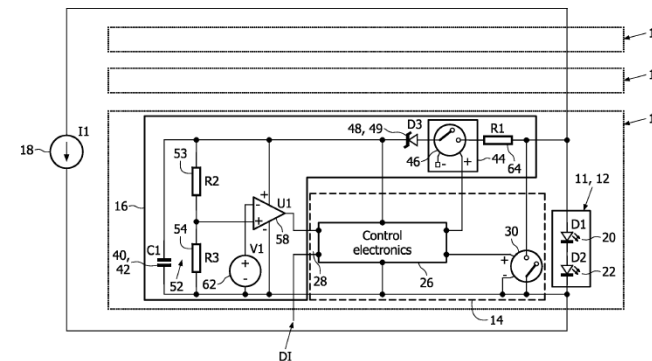 I1
18
1
1
1
D3
48, 49
R1
46
44
64
+
-
53
R2
16
U1
+
-
+
58
54
R3
C1
40,
42
52
V1
+
-
62
Control
electronics
28
26
30
+
-
14
11, 12
D1
20
D2
22
DI